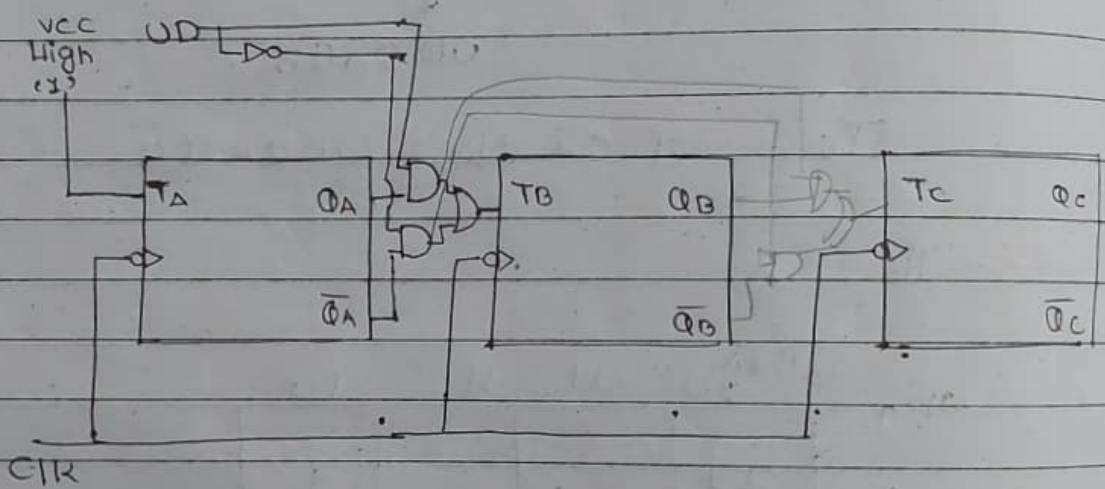 VCC UD
High
(1)
TA QA TB QB TC QC
Q̅A Q̅B Q̅C
Clk